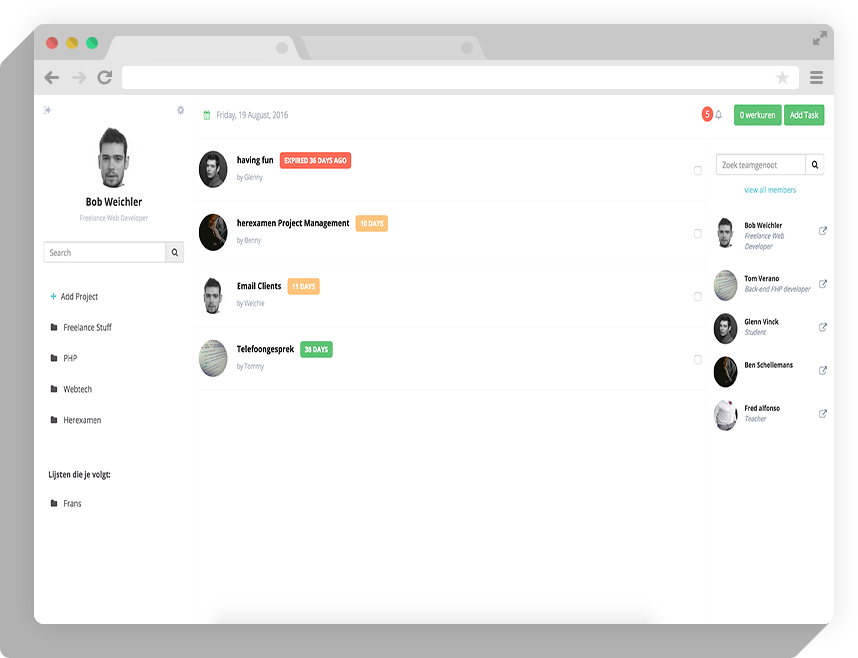 Friday, 19 August, 2016
5
0 werkuren
Add Task
Bob Weichler
Freelance Web Developer
Search
Add Project
Freelance Stuff
PHP
Webtech
Herexamen
Lijsten die je volgt:
Frans
having fun
EXPIRED 36 DAYS AGO
by Glenny
herexamen Project Management
10 DAYS
by Benny
Email Clients
11 DAYS
by Weichie
Telefoongesprek
38 DAYS
by Tommy
Zoek teamgenoot
view all members
Bob Weichler
Freelance Web
Developer
Tom Verano
Back-end PHP developer
Glenn Vinck
Student
Ben Schellemans
Fred alfonso
Teacher